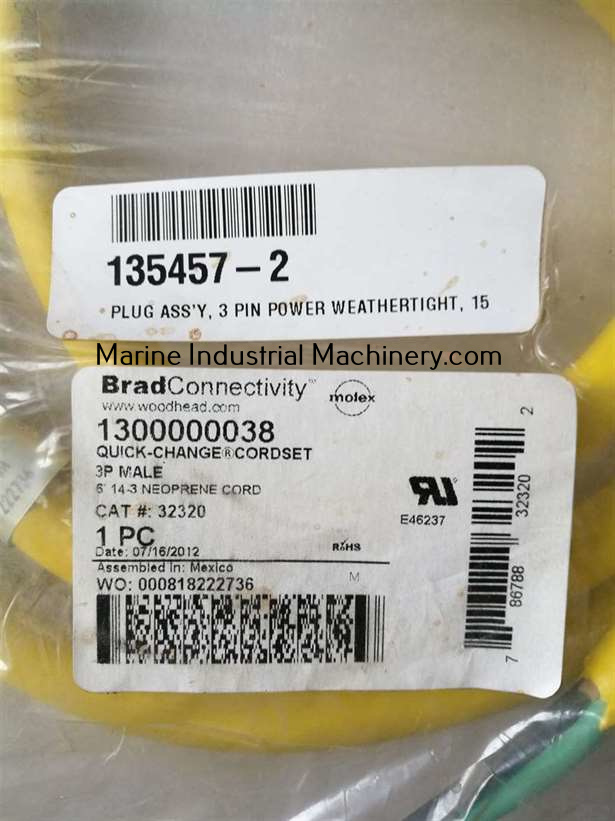 135457-2
PLUG ASS'Y, 3 PIN POWER WEATHERTIGHT, 15
Marine Industrial Machinery.com
BradConnectivity™
molex
www.woodhead.com
1300000038
QUICK-CHANGE®CORDSET
3P MALE
6' 14-3 NEOPRENE CORD
CAT #: 32320
E46237
1 PC
Date: 07/16/2012
RoHS
Assembled In: Mexico
M
WO: 000818222736
7 86788 32320 2